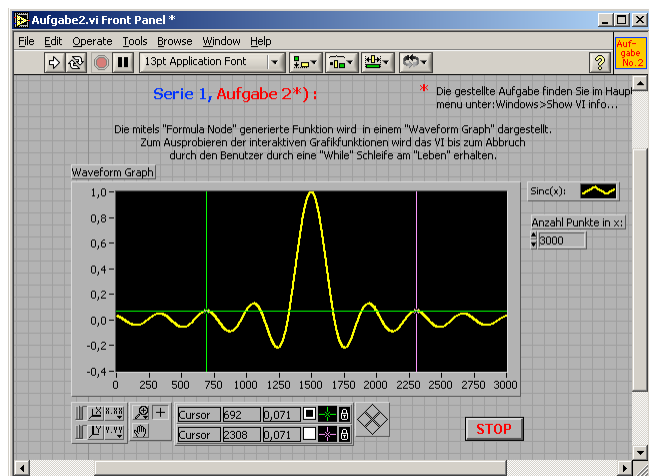 Aufgabe2.vi Front Panel *
File Edit Operate Tools Browse Window Help
13pt Application Font
?
Auf-
gabe
No.2
Serie 1, Aufgabe 2*) :
* Die gestellte Aufgabe finden Sie im Haup
menu unter:Windows>Show VI info...
Die mitels "Formula Node" generierte Funktion wird in einem "Waveform Graph" dargestellt.
Zum Ausprobieren der interaktiven Grafikfunktionen wird das VI bis zum Abbruch
durch den Benutzer durch eine "While" Schleife am "Leben" erhalten.
Waveform Graph
1,0
0,8
0,6
0,4
0,2
0,0
-0,2
-0,4
0 250 500 750 1000 1250 1500 1750 2000 2250 2500 2750 3000
Sinc(x):
Anzahl Punkte in x:
3000
X X.XX
Y Y.YY
Cursor 692 0,071
Cursor 2308 0,071
STOP